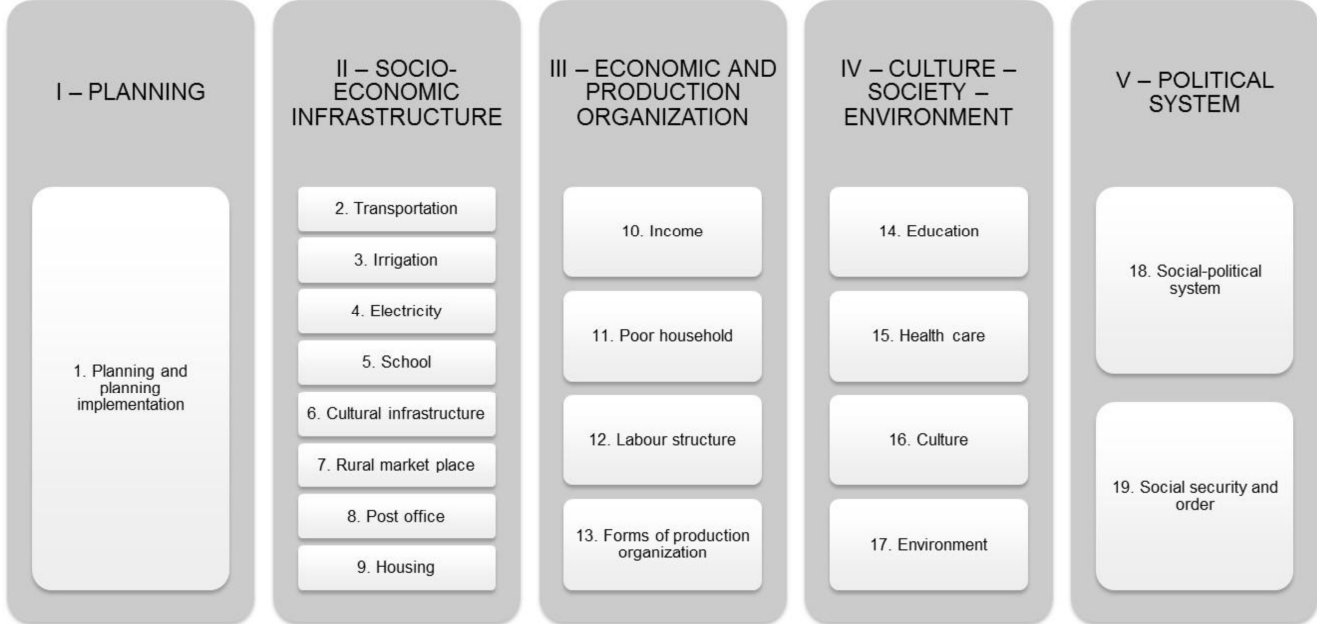 I – PLANNING
1. Planning and
planning
implementation
II – SOCIO-
ECONOMIC
INFRASTRUCTURE
2. Transportation
3. Irrigation
4. Electricity
5. School
6. Cultural infrastructure
7. Rural market place
8. Post office
9. Housing
III – ECONOMIC AND
PRODUCTION
ORGANIZATION
10. Income
11. Poor household
12. Labour structure
13. Forms of production
organization
IV – CULTURE –
SOCIETY –
ENVIRONMENT
14. Education
15. Health care
16. Culture
17. Environment
V – POLITICAL
SYSTEM
18. Social-political
system
19. Social security and
order